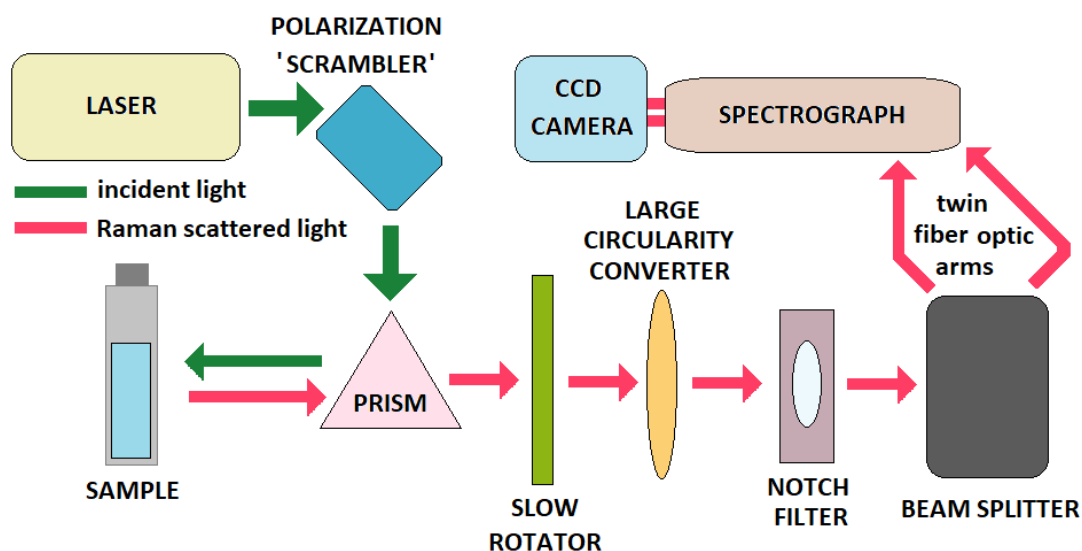 POLARIZATION
'SCRAMBLER'
LASER
CCD
CAMERA
SPECTROGRAPH
incident light
Raman scattered light
LARGE
CIRCULARITY
CONVERTER
twin
fiber optic
arms
PRISM
SAMPLE
SLOW
ROTATOR
NOTCH
FILTER
BEAM SPLITTER